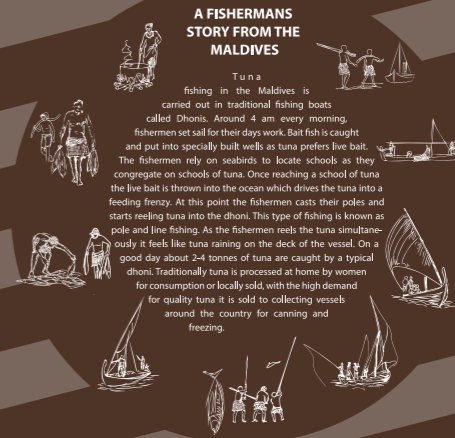 A FISHERMANS
STORY FROM THE
MALDIVES
Tuna
fishing in the Maldives is
carried out in traditional fishing boats
called Dhonis. Around 4 am every morning,
fishermen set sail for their days work. Bait fish is caught
and put into specially built wells as tuna prefers live bait.
The fishermen rely on seabirds to locate schools as they
congregate on schools of tuna. Once reaching a school of tuna
the live bait is thrown into the ocean which drives the tuna into a
feeding frenzy. At this point the fishermen casts their poles and
starts reeling tuna into the dhoni. This type of fishing is known as
pole and line fishing. As the fishermen reels the tuna simultane-
ously it feels like tuna raining on the deck of the vessel. On a
good day about 2-4 tonnes of tuna are caught by a typical
dhoni. Traditionally tuna is processed at home by women
for consumption or locally sold, with the high demand
for quality tuna it is sold to collecting vessels
around the country for canning and
freezing.